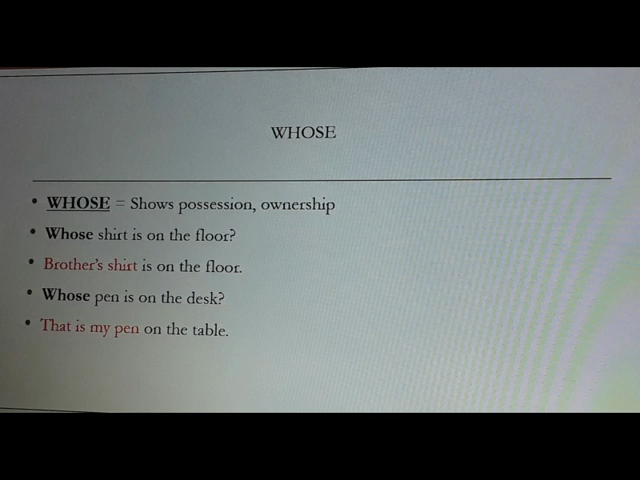 WHOSE
• WHOSE = Shows possession, ownership
• Whose shirt is on the floor?
• Brother's shirt is on the floor.
• Whose pen is on the desk?
• That is my pen on the table.